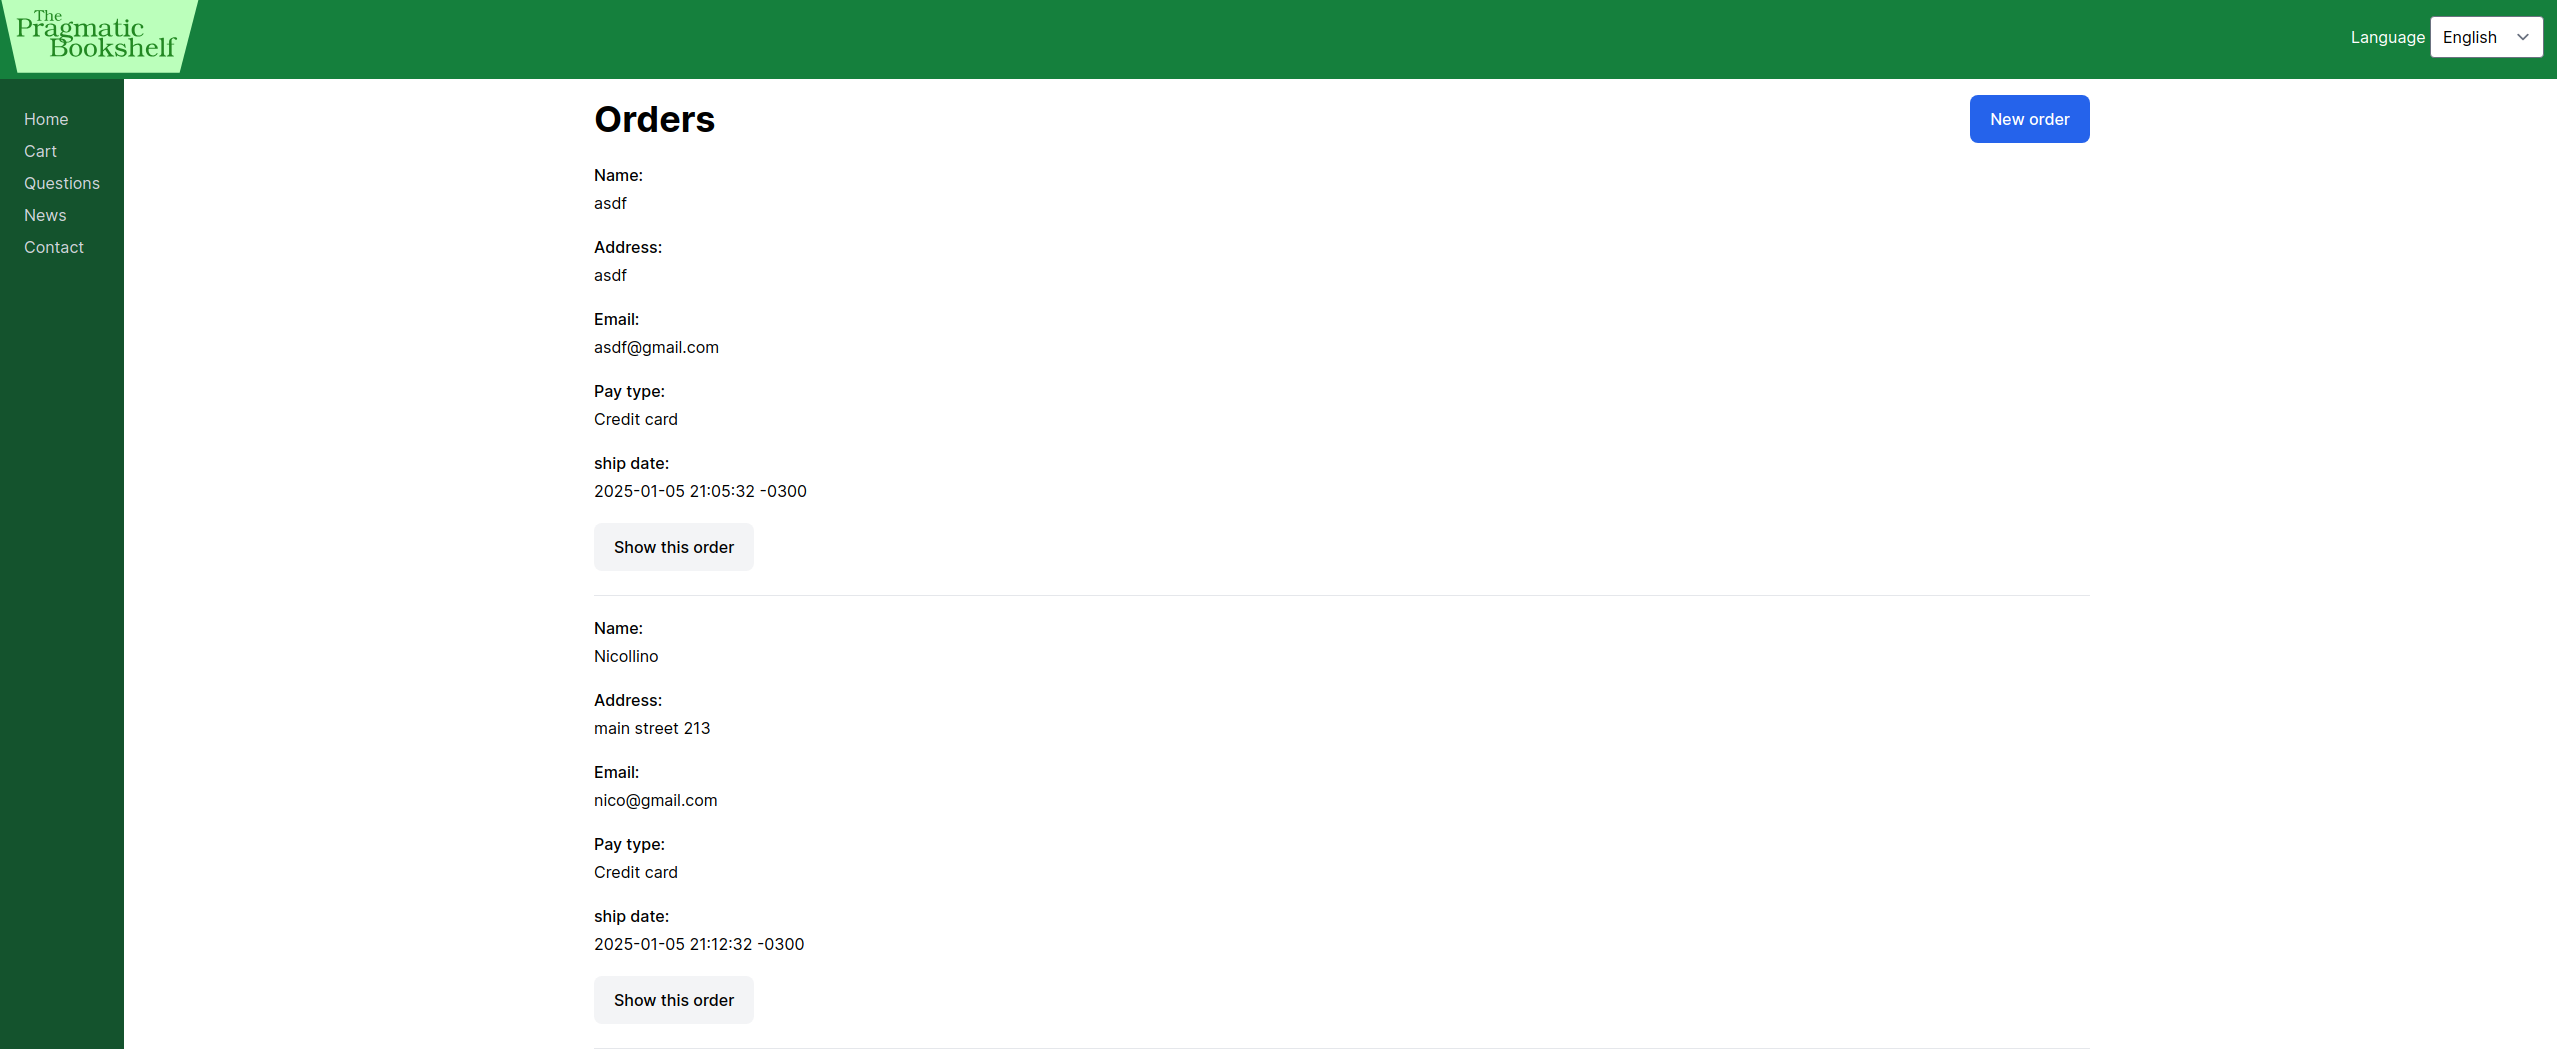 The
Pragmatic
Bookshelf
Language English
Home
Cart
Questions
News
Contact
Orders
New order
Name:
asdf
Address:
asdf
Email:
asdf@gmail.com
Pay type:
Credit card
ship date:
2025-01-05 21:05:32 -0300
Show this order
Name:
Nicollino
Address:
main street 213
Email:
nico@gmail.com
Pay type:
Credit card
ship date:
2025-01-05 21:12:32 -0300
Show this order